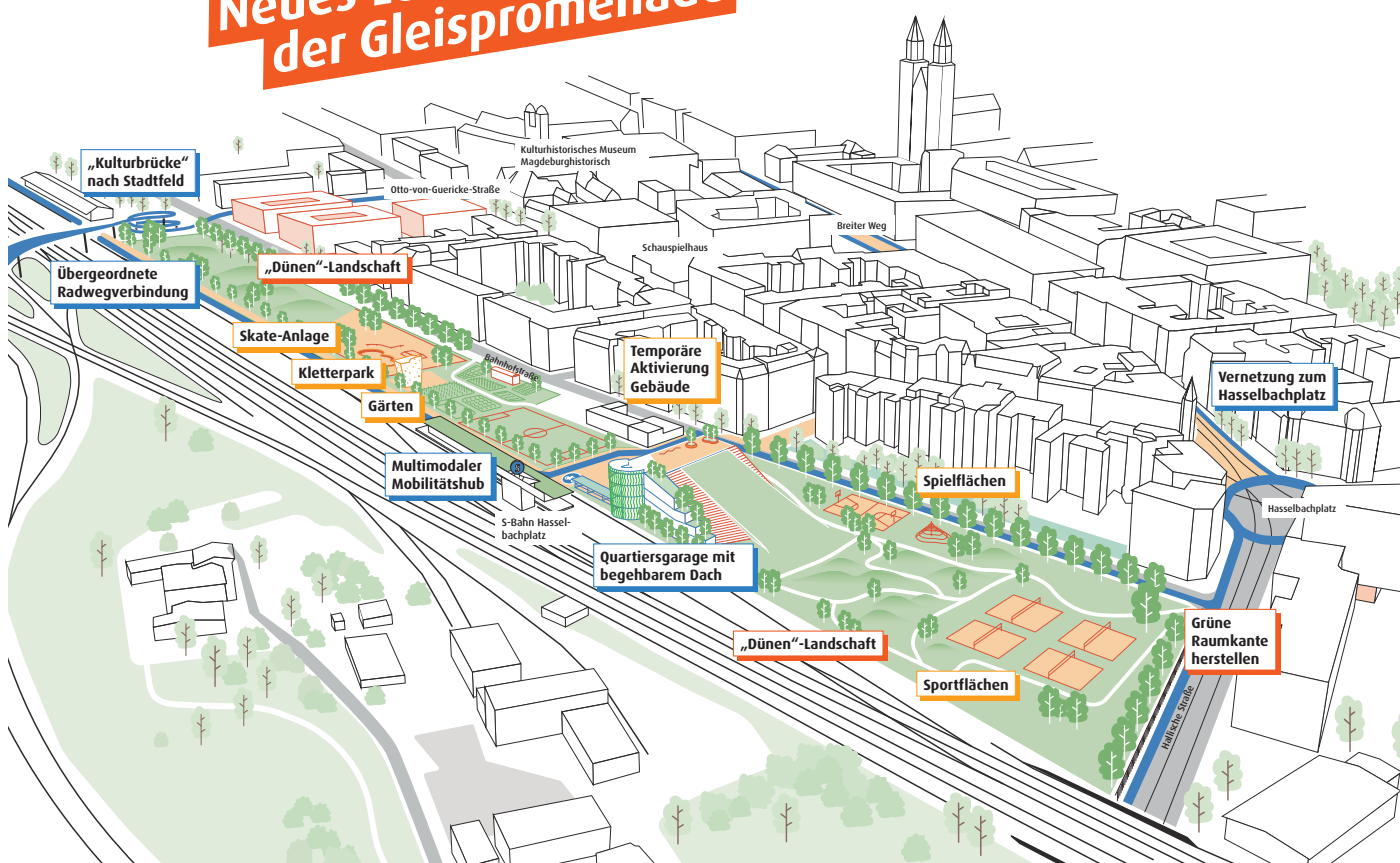 Neues
der Gleispromenade
Kulturhistorisches Museum
Magdeburghistorisch
„Kulturbrücke“
nach Stadtfeld
Otto-von-Guericke-Straße
Breiter Weg
Schauspielhaus
Übergeordnete
Radwegverbindung
„Dünen“-Landschaft
Skate-Anlage
Kletterpark
Gärten
Bahnhofstraße
Temporäre
Aktivierung
Gebäude
Vernetzung zum
Hasselbachplatz
Multimodaler
Mobilitätshub
S
S-Bahn Hassel-
bachplatz
Spielflächen
Hasselbachplatz
Quartiersgarage mit
begehbarem Dach
„Dünen“-Landschaft
Sportflächen
Grüne
Raumkante
herstellen
Hallische Straße